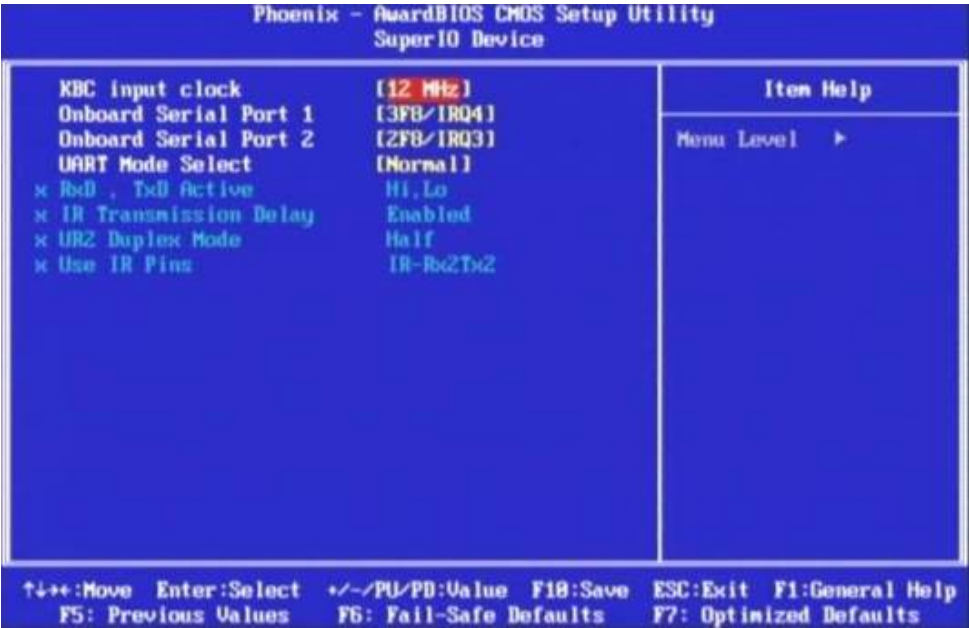 Phoenix - AwardBIOS CMOS Setup Utility
SuperIO Device
KBC input clock [12 MHz]
Onboard Serial Port 1 [3F8/IRQ4]
Onboard Serial Port 2 [2F8/IRQ3]
UART Mode Select [Normal]
x RxD , TxD Active Hi,Lo
x IR Transmission Delay Enabled
x UR2 Duplex Mode Half
x Use IR Pins IR-Rx2Tx2
Item Help
Menu Level ►
↑↓→←:Move Enter:Select +/-/PU/PD:Value F10:Save ESC:Exit F1:General Help
F5: Previous Values F6: Fail-Safe Defaults F7: Optimized Defaults